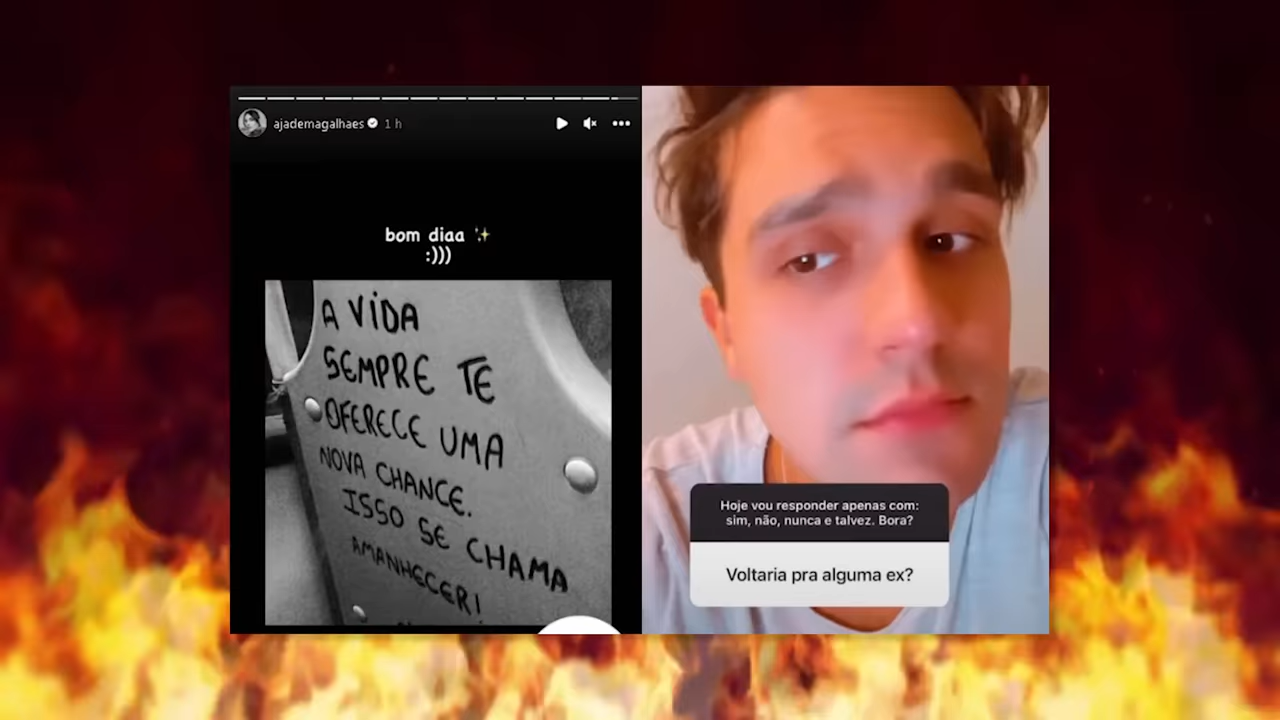 ajademagalhaes 1 h
bom diaa ✨
:)))
A VIDA
SEMPRE TE
OFERECE UMA
NOVA CHANCE.
ISSO SE CHAMA
AMANHECER!
Hoje vou responder apenas com:
sim, não, nunca e talvez. Bora?
Voltaria pra alguma ex?